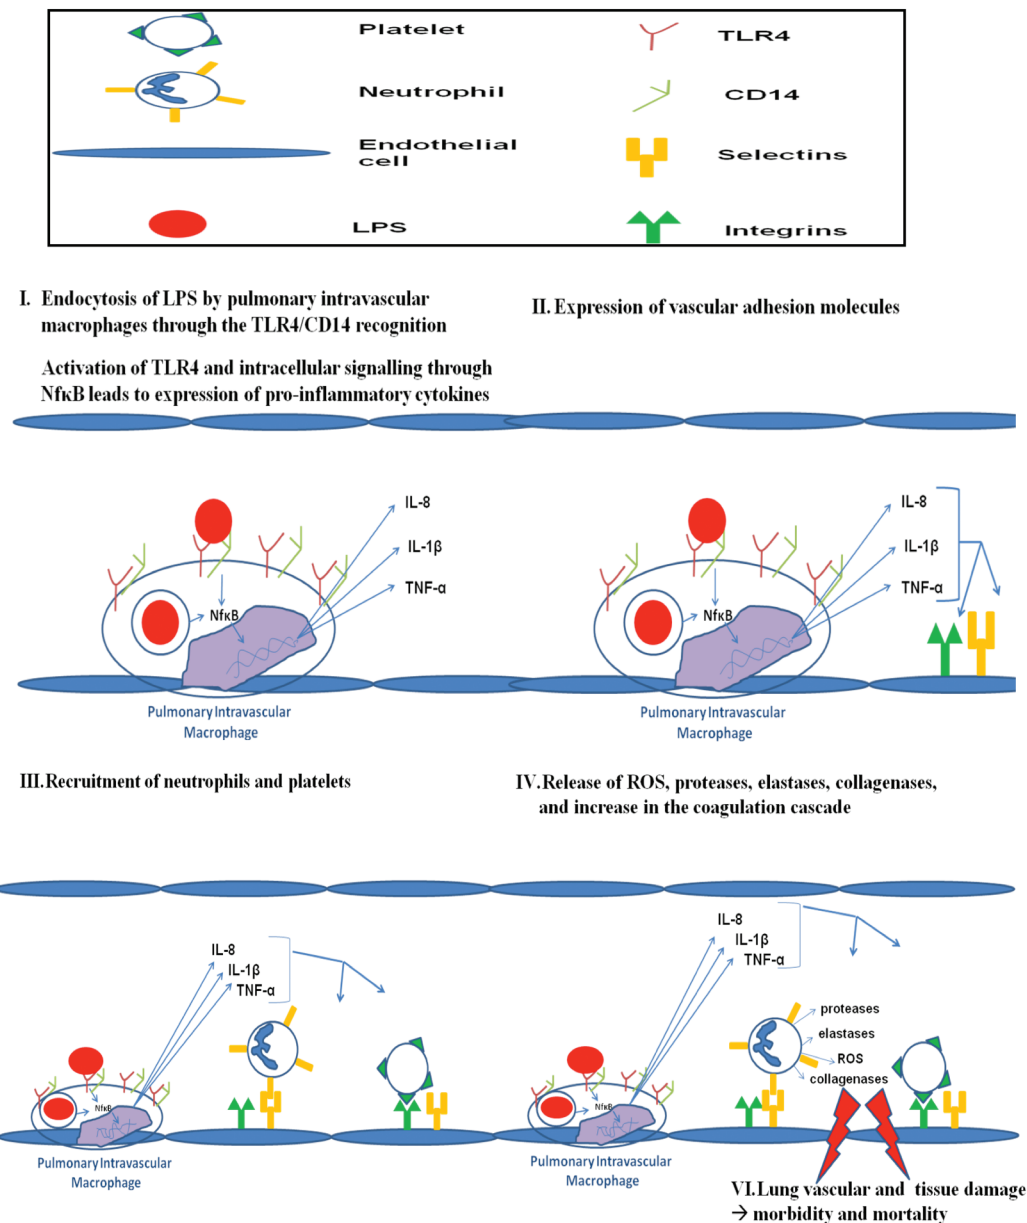 Platelet
TLR4
Neutrophil
CD14
Endothelial
cell
Selectins
LPS
Integrins
I. Endocytosis of LPS by pulmonary intravascular
macrophages through the TLR4/CD14 recognition
Activation of TLR4 and intracellular signalling through
NfκB leads to expression of pro-inflammatory cytokines
II. Expression of vascular adhesion molecules
IL-8
IL-1β
TNF-α
NfκB
Pulmonary Intravascular
Macrophage
IL-8
IL-1β
TNF-α
NfκB
Pulmonary Intravascular
Macrophage
III. Recruitment of neutrophils and platelets
IV. Release of ROS, proteases, elastases, collagenases,
and increase in the coagulation cascade
IL-8
IL-1β
TNF-α
NfκB
Pulmonary Intravascular
Macrophage
IL-8
IL-1β
TNF-α
proteases
elastases
ROS
collagenases
NfκB
Pulmonary Intravascular
Macrophage
VI. Lung vascular and tissue damage
→ morbidity and mortality